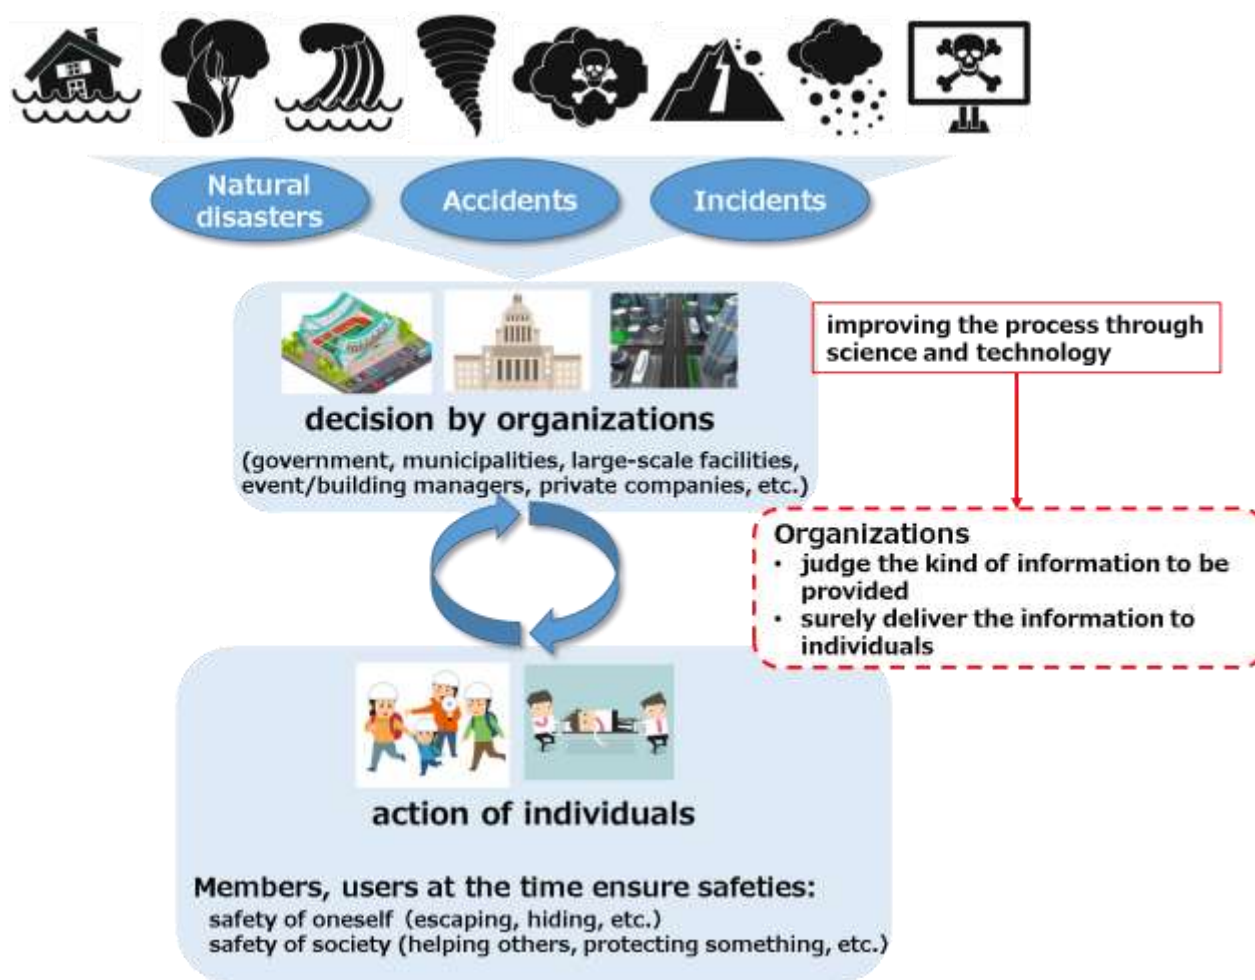 Natural
disasters
Accidents
Incidents
improving the process through
science and technology
decision by organizations
(government, municipalities, large-scale facilities,
event/building managers, private companies, etc.)
Organizations
• judge the kind of information to be
provided
• surely deliver the information to
individuals
action of individuals
Members, users at the time ensure safeties:
safety of oneself (escaping, hiding, etc.)
safety of society (helping others, protecting something, etc.)